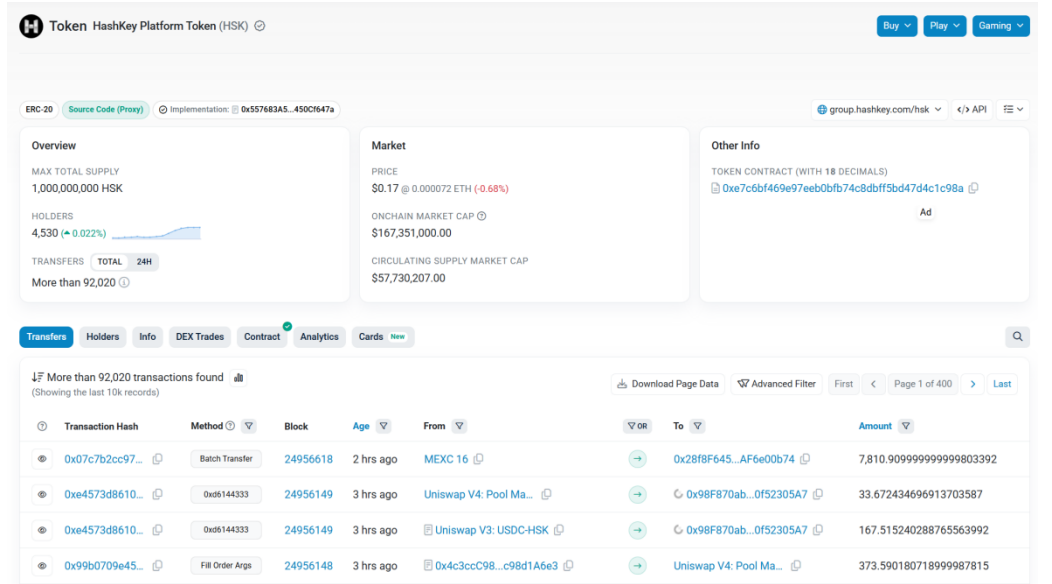 Token HashKey Platform Token (HSK)
Buy Play Gaming
ERC-20 Source Code (Proxy) Implementation: 0x557683A5...450Cf647a
group.hashkey.com/hsk </> API
Overview
MAX TOTAL SUPPLY
1,000,000,000 HSK
HOLDERS
4,530 (0.022%)
TRANSFERS TOTAL 24H
More than 92,020
Market
PRICE
$0.17 @ 0.000072 ETH (-0.68%)
ONCHAIN MARKET CAP
$167,351,000.00
CIRCULATING SUPPLY MARKET CAP
$57,730,207.00
Other Info
TOKEN CONTRACT (WITH 18 DECIMALS)
0xe7c6bf469e97eeb0bfb74c8dbff5bd47d4c1c98a
Ad
Transfers Holders Info DEX Trades Contract Analytics Cards New
More than 92,020 transactions found
(Showing the last 10k records)
Download Page Data Advanced Filter First Page 1 of 400 Last
Transaction Hash Method Block Age From OR To Amount
0x07c7b2cc97... Batch Transfer 24956618 2 hrs ago MEXC 16 0x28f8F645...AF6e00b74 7,810.909999999999803392
0xe4573d8610... 0xd6144333 24956149 3 hrs ago Uniswap V4: Pool Ma... 0x98F870ab...0f52305A7 33.672434696913703587
0xe4573d8610... 0xd6144333 24956149 3 hrs ago Uniswap V3: USDC-HSK 0x98F870ab...0f52305A7 167.515240288765563992
0x99b0709e45... Fill Order Args 24956148 3 hrs ago 0x4c3ccC98...c98d1A6e3 Uniswap V4: Pool Ma... 373.590180718999987815